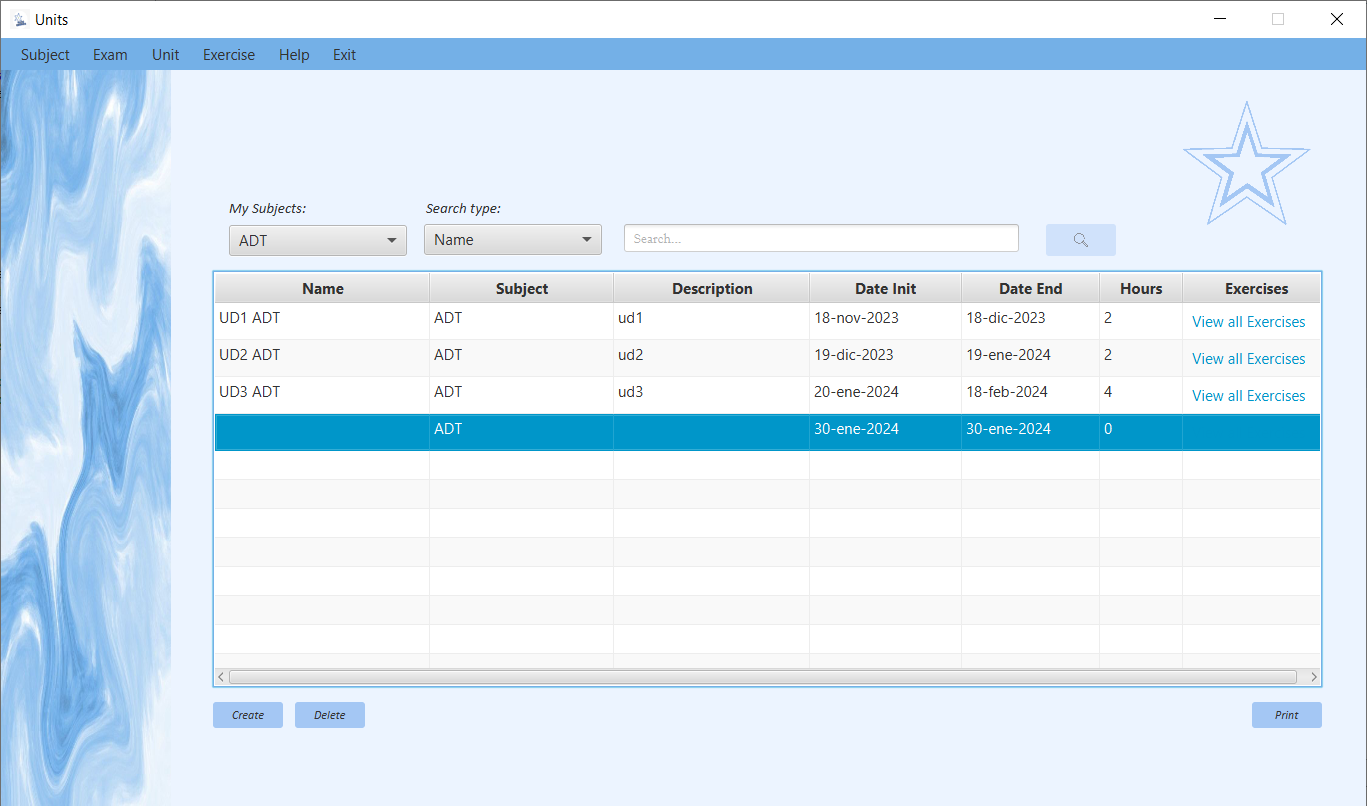 Units
Subject Exam Unit Exercise Help Exit
My Subjects: Search type:
ADT Name Search...
Name Subject Description Date Init Date End Hours Exercises
UD1 ADT ADT ud1 18-nov-2023 18-dic-2023 2 View all Exercises
UD2 ADT ADT ud2 19-dic-2023 19-ene-2024 2 View all Exercises
UD3 ADT ADT ud3 20-ene-2024 18-feb-2024 4 View all Exercises
ADT 30-ene-2024 30-ene-2024 0
Create Delete Print